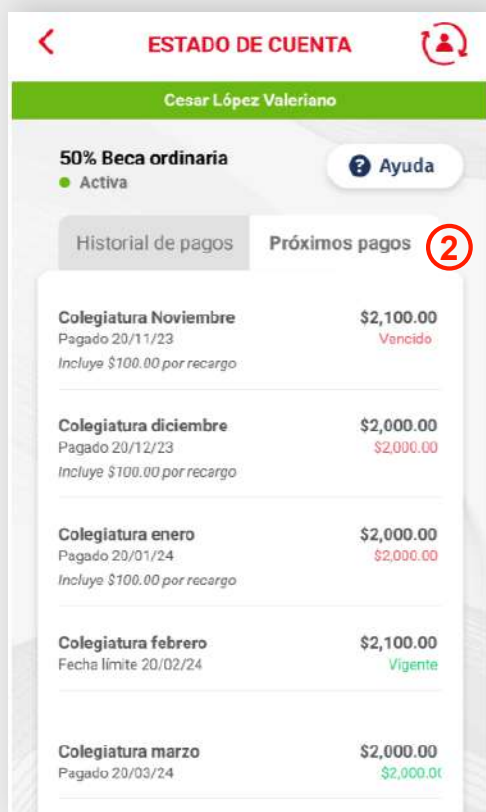 ESTADO DE CUENTA
Cesar López Valeriano
50% Beca ordinaria
Activa
? Ayuda
Historial de pagos
Próximos pagos
2
Colegiatura Noviembre $2,100.00
Pagado 20/11/23 Vencido
Incluye $100.00 por recargo
Colegiatura diciembre $2,000.00
Pagado 20/12/23 $2,000.00
Incluye $100.00 por recargo
Colegiatura enero $2,000.00
Pagado 20/01/24 $2,000.00
Incluye $100.00 por recargo
Colegiatura febrero $2,100.00
Fecha límite 20/02/24 Vigente
Colegiatura marzo $2,000.00
Pagado 20/03/24 $2,000.00